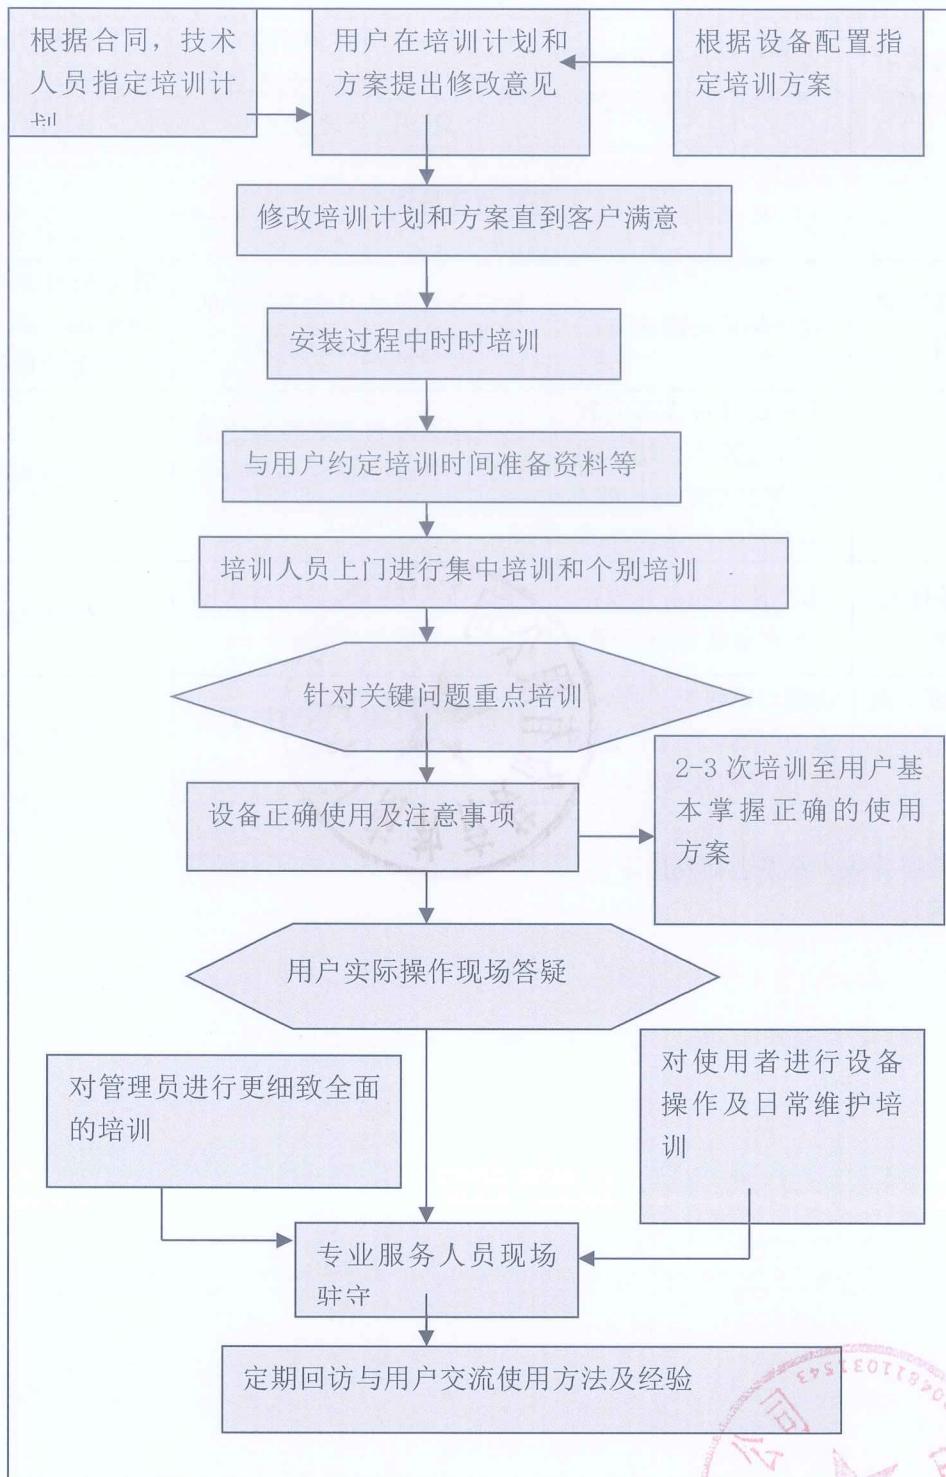 根据合同，技术
人员指定培训计
划
用户在培训计划和
方案提出修改意见
根据设备配置指
定培训方案
修改培训计划和方案直到客户满意
安装过程中时时培训
与用户约定培训时间准备资料等
培训人员上门进行集中培训和个别培训
针对关键问题重点培训
设备正确使用及注意事项
2-3 次培训至用户基
本掌握正确的使用
方案
用户实际操作现场答疑
对管理员进行更细致全面
的培训
对使用者进行设备
操作及日常维护培
训
专业服务人员现场
驻守
定期回访与用户交流使用方法及经验
公司